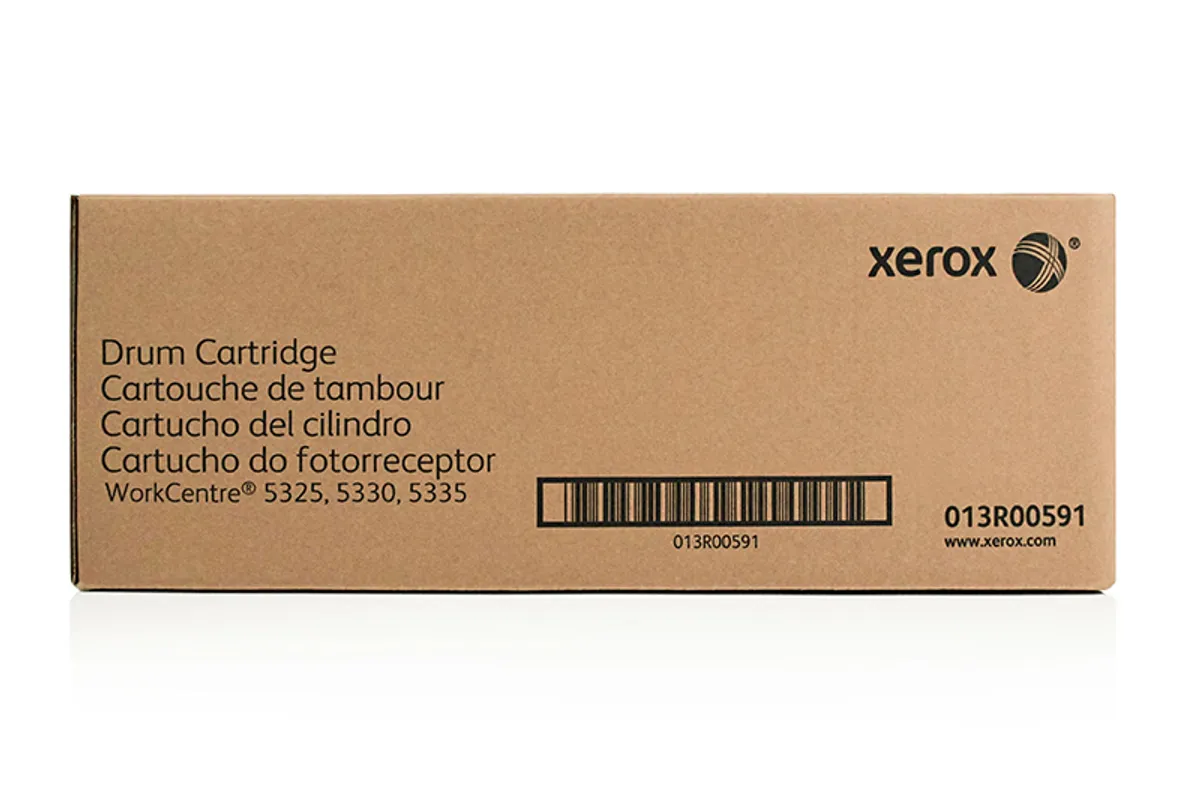 xerox ®
Drum Cartridge
Cartouche de tambour
Cartucho del cilindro
Cartucho do fotorreceptor
WorkCentre® 5325, 5330, 5335
013R00591
013R00591
www.xerox.com